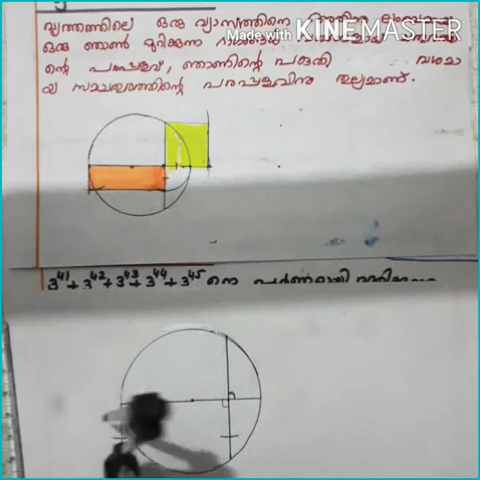 വൃത്തത്തിലെ ഒരു വ്യാസത്തിനെ
Made with KINEMASTER
ഒരു ഞാൺ മുറിക്കുന്ന
ന്റെ പരപ്പളവ്, ഞാണിന്റെ പകുതി വശമാ
യ സമചതുരത്തിന്റെ പരപ്പളവിനു തുല്യമാണ്.
3⁴¹+3⁴²+3⁴³+3⁴⁴+3⁴⁵ നെ പൂർണമായി